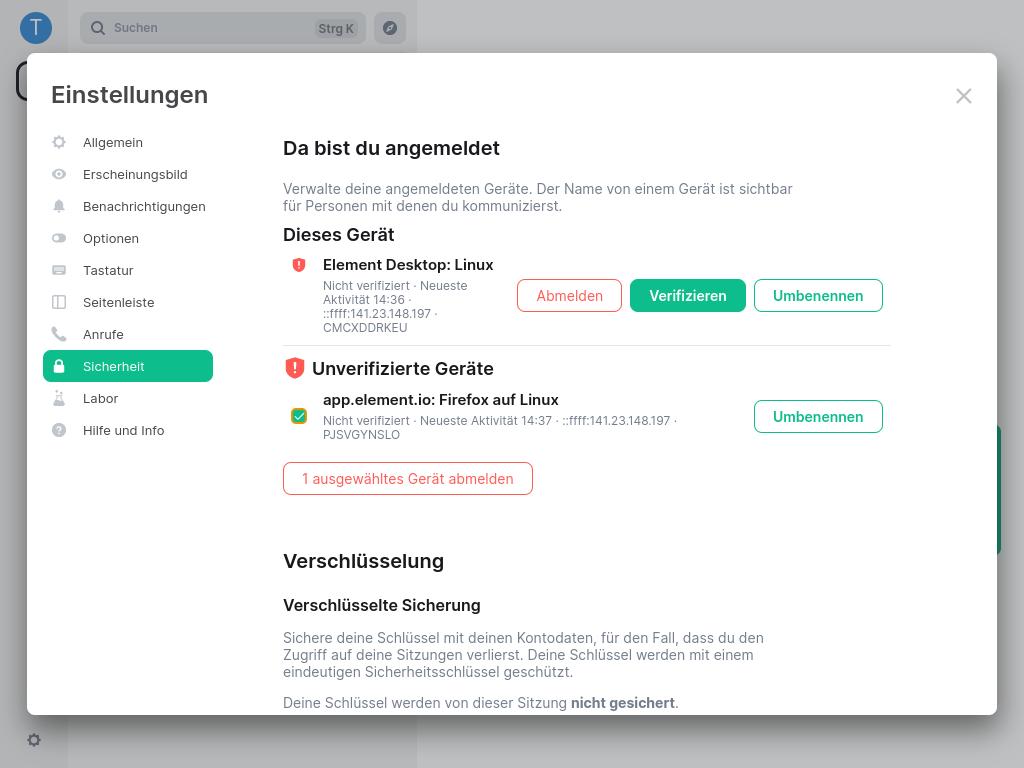 T
Suchen
Strg K
Einstellungen
Allgemein
Erscheinungsbild
Benachrichtigungen
Optionen
Tastatur
Seitenleiste
Anrufe
Sicherheit
Labor
Hilfe und Info
Da bist du angemeldet
Verwalte deine angemeldeten Geräte. Der Name von einem Gerät ist sichtbar
für Personen mit denen du kommunizierst.
Dieses Gerät
Element Desktop: Linux
Nicht verifiziert · Neueste
Aktivität 14:36 ·
::ffff:141.23.148.197 ·
CMCXDDRKEU
Abmelden
Verifizieren
Umbenennen
Unverifizierte Geräte
app.element.io: Firefox auf Linux
Nicht verifiziert · Neueste Aktivität 14:37 · ::ffff:141.23.148.197 ·
PJSVGYNSLO
Umbenennen
1 ausgewähltes Gerät abmelden
Verschlüsselung
Verschlüsselte Sicherung
Sichere deine Schlüssel mit deinen Kontodaten, für den Fall, dass du den
Zugriff auf deine Sitzungen verlierst. Deine Schlüssel werden mit einem
eindeutigen Sicherheitsschlüssel geschützt.
Deine Schlüssel werden von dieser Sitzung nicht gesichert.